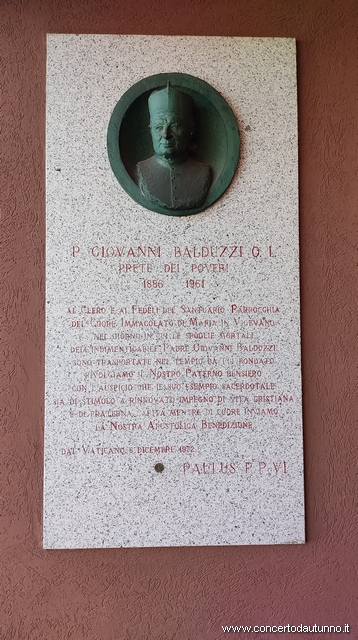 P. GIOVANNI BALDUZZI O. I.
PRETE DEI POVERI
1886 1961
AL CLERO E AI FEDELI DEL SANTUARIO PARROCCHIA
DEL CUORE IMMACOLATO DI MARIA IN VIGEVANO
NEL GIORNO IN CUI LE SPOGLIE MORTALI
DELL'INDIMENTICABILE PADRE GIOVANNI BALDUZZI
SONO TRASPORTATE NEL TEMPIO DA LUI FONDATO
RIVOLGIAMO IL NOSTRO PATERNO PENSIERO
CON L'AUSPICIO CHE IL SUO ESEMPIO SACERDOTALE
SIA DI STIMOLO A RINNOVATO IMPEGNO DI VITA CRISTIANA
E DI FRATERNA CARITÀ MENTRE DI CUORE INVIAMO
LA NOSTRA APOSTOLICA BENEDIZIONE
DAL VATICANO, 6 DICEMBRE 1972
PAULUS P.P. VI
www.concertodautunno.it